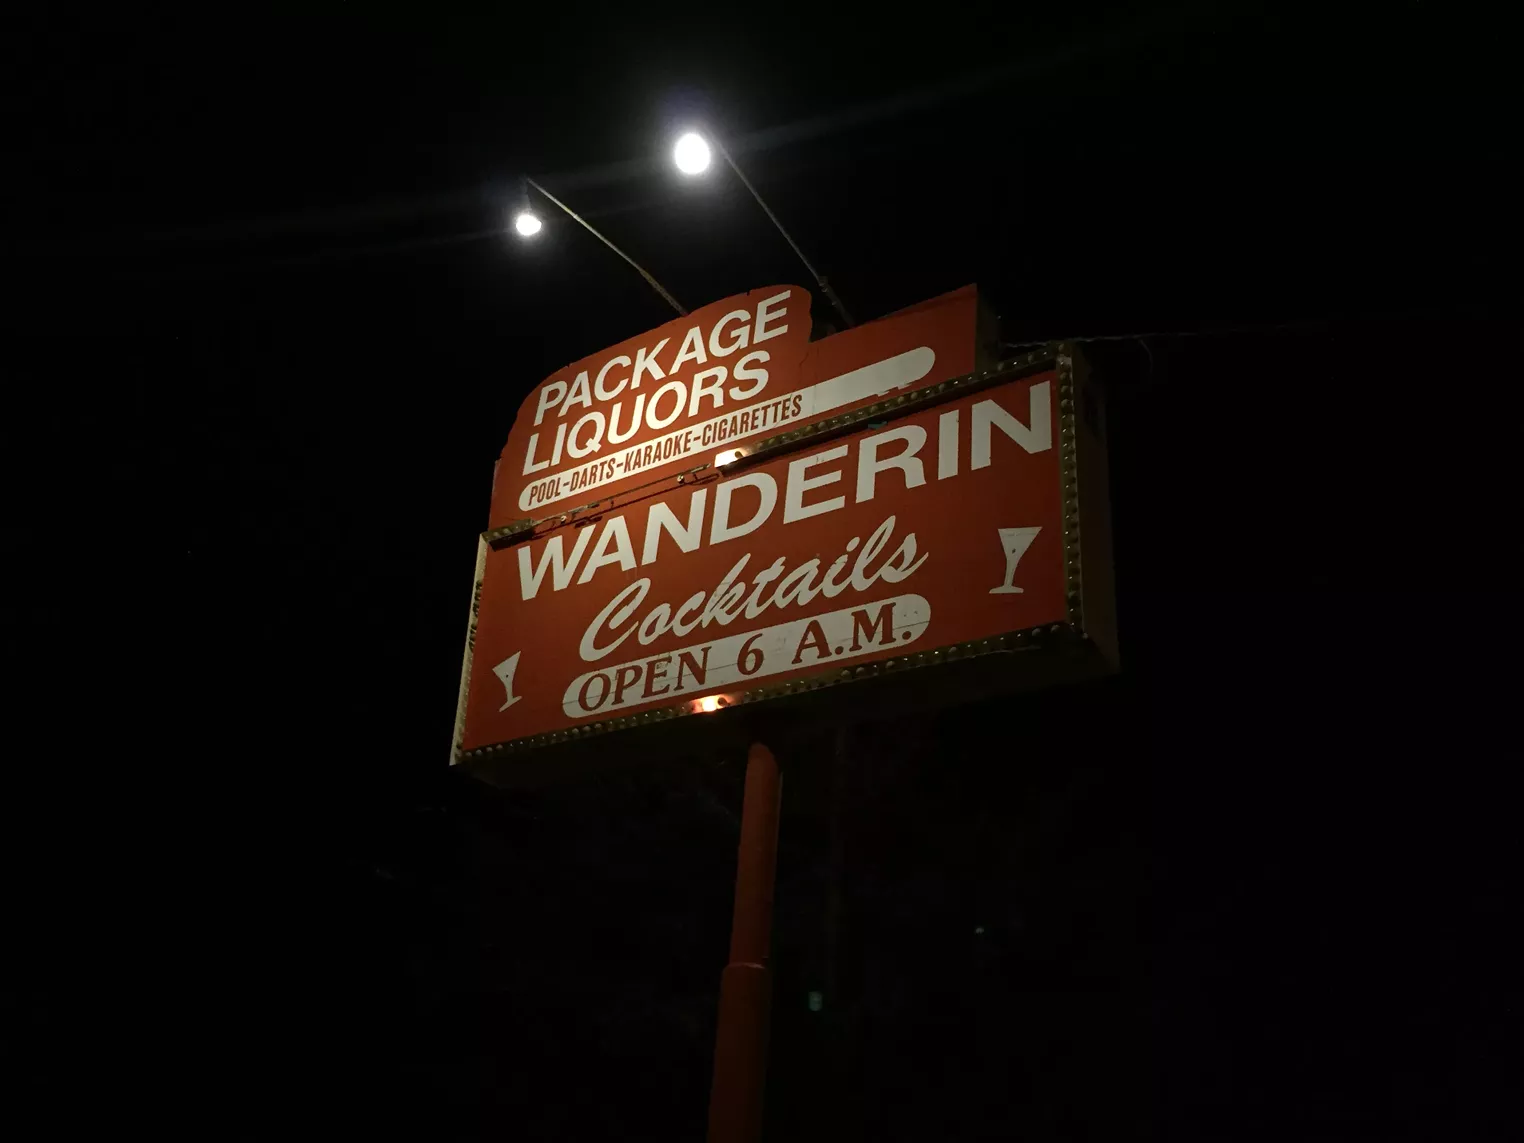 PACKAGE
LIQUORS
POOL-DARTS-KARAOKE-CIGARETTES
WANDERIN
Cocktails
OPEN 6 A.M.